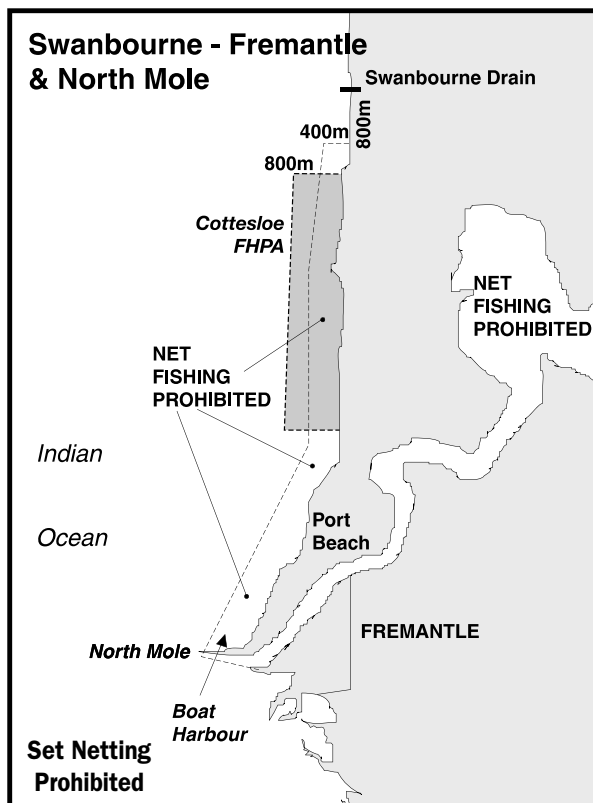 Swanbourne - Fremantle
& North Mole
Swanbourne Drain
400m
800m
800m
Cottesloe
FHPA
NET
FISHING
PROHIBITED
NET
FISHING
PROHIBITED
Indian
Ocean
Port
Beach
FREMANTLE
North Mole
Boat
Harbour
Set Netting
Prohibited